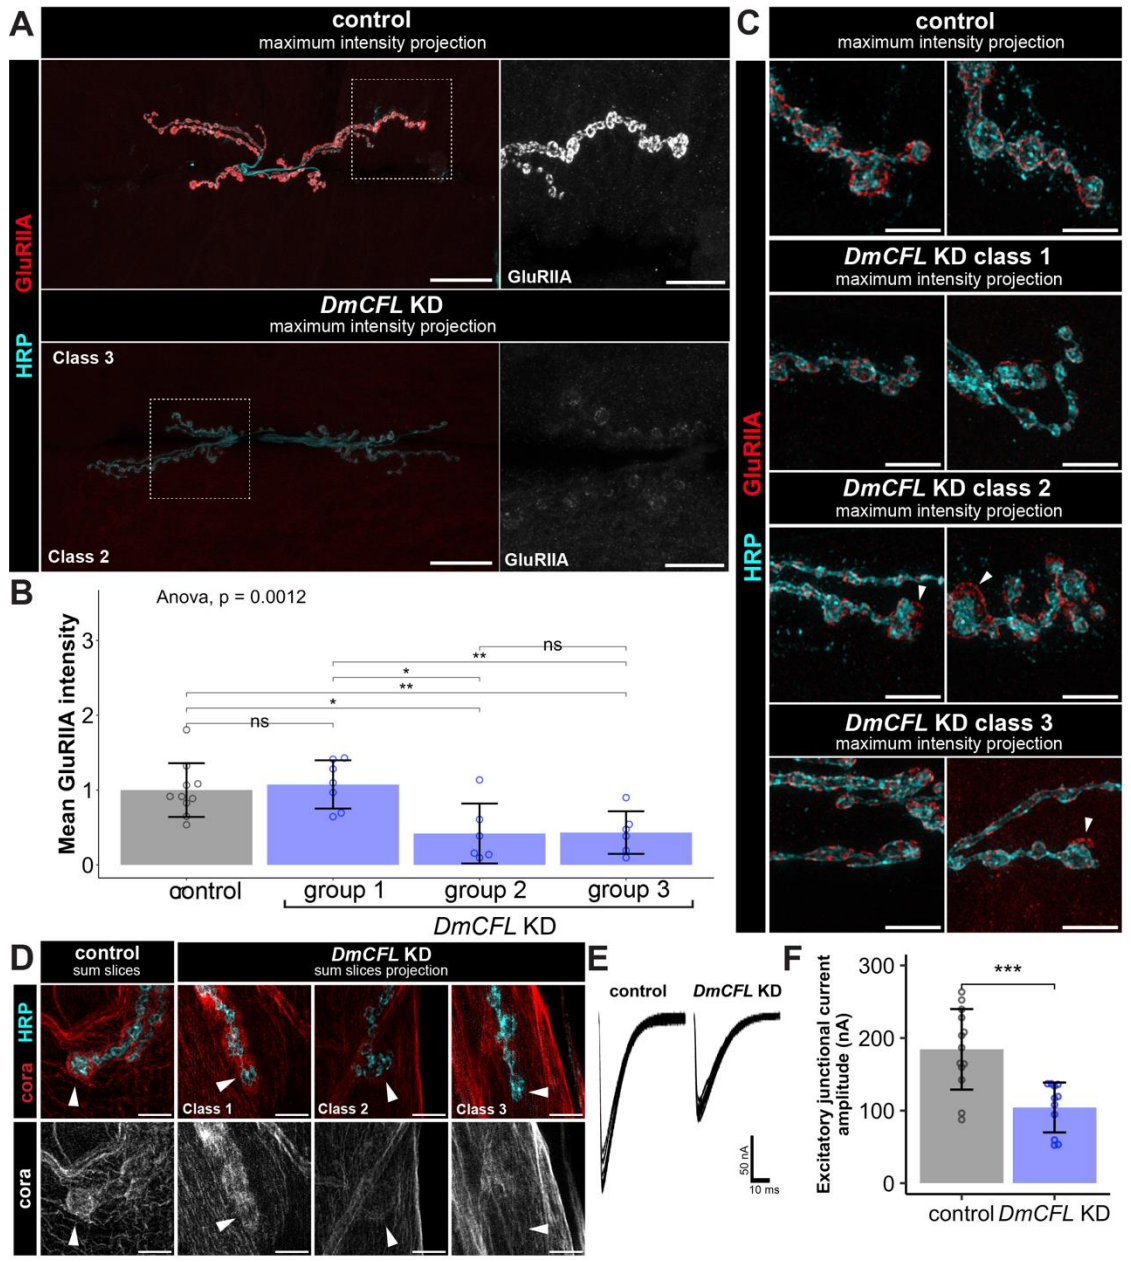 A
control
maximum intensity projection
GluRIIA
HRP
GluRIIA
DmCFL KD
maximum intensity projection
Class 3
Class 2
GluRIIA
B
Anova, p = 0.0012
Mean GluRIIA intensity
3
2
1
0
ns
**
*
**
*
ns
control
group 1
group 2
group 3
DmCFL KD
C
control
maximum intensity projection
GluRIIA
HRP
DmCFL KD class 1
maximum intensity projection
DmCFL KD class 2
maximum intensity projection
DmCFL KD class 3
maximum intensity projection
D
control
sum slices
DmCFL KD
sum slices projection
cora HRP
Class 1
Class 2
Class 3
cora
E
control
DmCFL KD
50 nA
10 ms
F
Excitatory junctional current
amplitude (nA)
300
200
100
0
***
control DmCFL KD